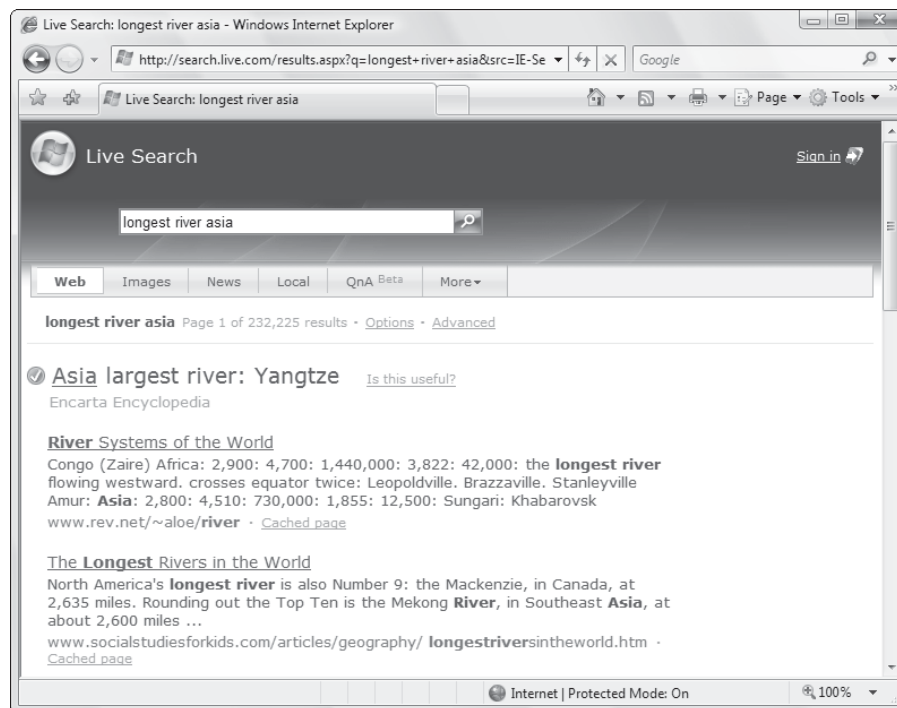 Live Search: longest river asia - Windows Internet Explorer
http://search.live.com/results.aspx?q=longest+river+asia&src=IE-Se
Google
Live Search: longest river asia
Page
Tools
Live Search
Sign in
longest river asia
Web Images News Local QnA Beta More
longest river asia Page 1 of 232,225 results · Options · Advanced
Asia largest river: Yangtze Is this useful?
Encarta Encyclopedia
River Systems of the World
Congo (Zaire) Africa: 2,900: 4,700: 1,440,000: 3,822: 42,000: the longest river
flowing westward. crosses equator twice: Leopoldville. Brazzaville. Stanleyville
Amur: Asia: 2,800: 4,510: 730,000: 1,855: 12,500: Sungari: Khabarovsk
www.rev.net/~aloe/river · Cached page
The Longest Rivers in the World
North America's longest river is also Number 9: the Mackenzie, in Canada, at
2,635 miles. Rounding out the Top Ten is the Mekong River, in Southeast Asia, at
about 2,600 miles ...
www.socialstudiesforkids.com/articles/geography/ longestriversintheworld.htm ·
Cached page
Internet | Protected Mode: On
100%